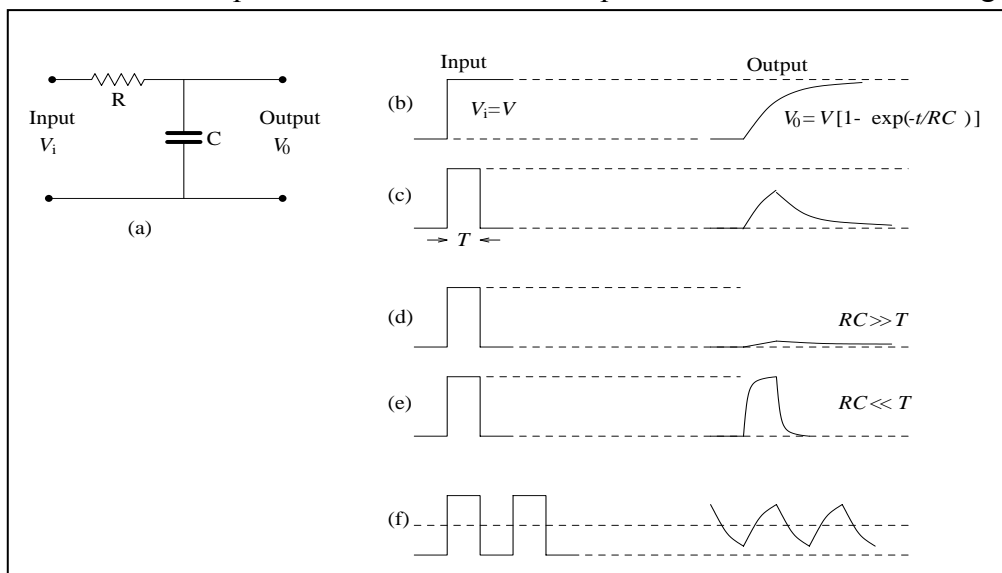 Input
Output
R
C
Input
V_i
Output
V_0
(a)
(b)
V_i=V
V_0= V[1- exp(-t/RC )]
(c)
T
(d)
RC>>T
(e)
RC<< T
(f)